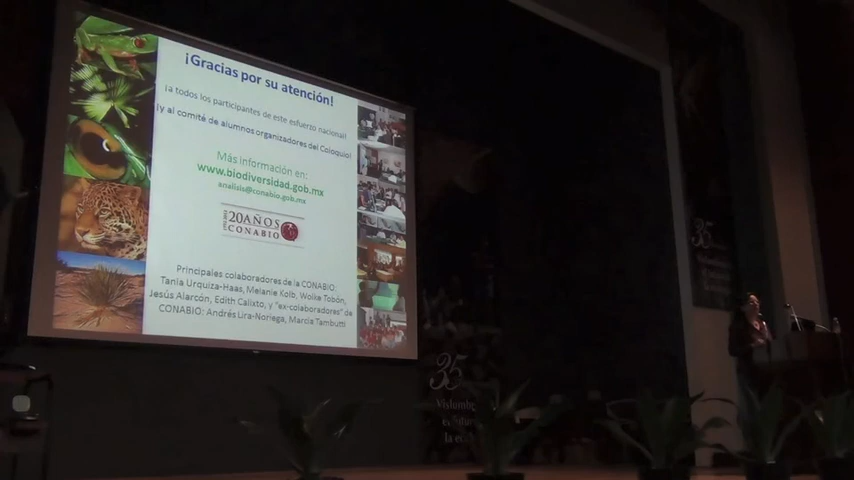 ¡Gracias por su atención!
¡a todos los participantes de este esfuerzo nacional!
¡y al comité de alumnos organizadores del Coloquio!
Más información en:
www.biodiversidad.gob.mx
analisis@conabio.gob.mx
20AÑOS
CONABIO
Principales colaboradores de la CONABIO:
Tania Urquiza-Haas, Melanie Kolb, Wolke Tobón,
Jesús Alarcón, Edith Calixto, y "ex-colaboradores" de
CONABIO: Andrés Lira-Noriega, Marcia Tambutti
35
35